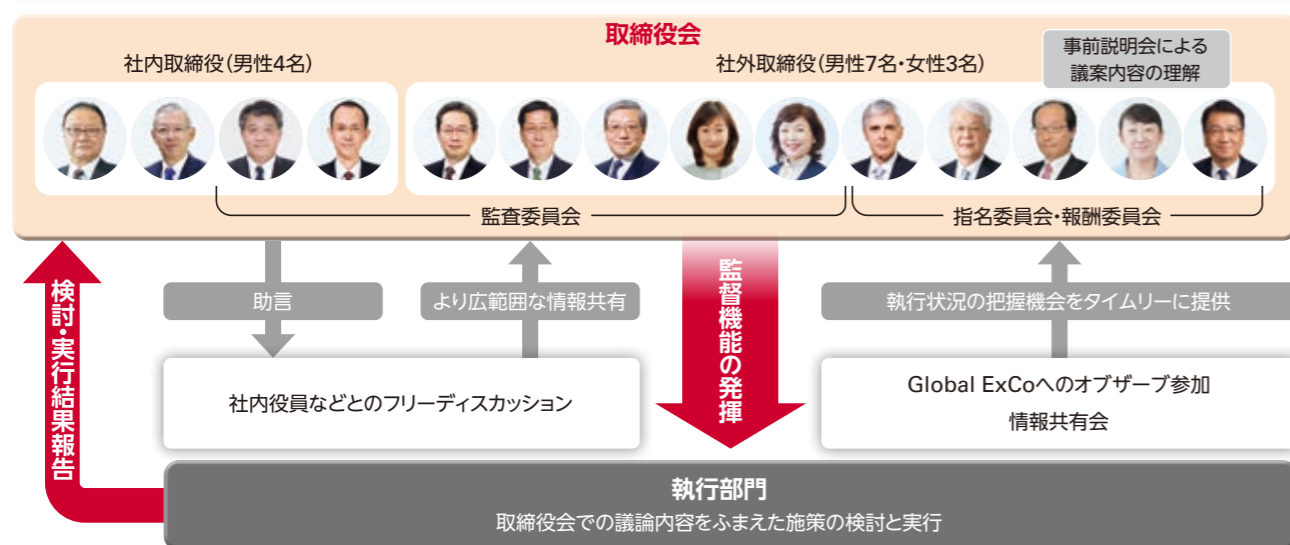 取締役会
社内取締役(男性4名)
社外取締役(男性7名・女性3名)
事前説明会による
議案内容の理解
監査委員会
指名委員会・報酬委員会
検討・実行結果報告
助言
より広範囲な情報共有
監督機能の発揮
執行状況の把握機会をタイムリーに提供
社内役員などとのフリーディスカッション
Global ExCoへのオブザーブ参加
情報共有会
執行部門
取締役会での議論内容をふまえた施策の検討と実行